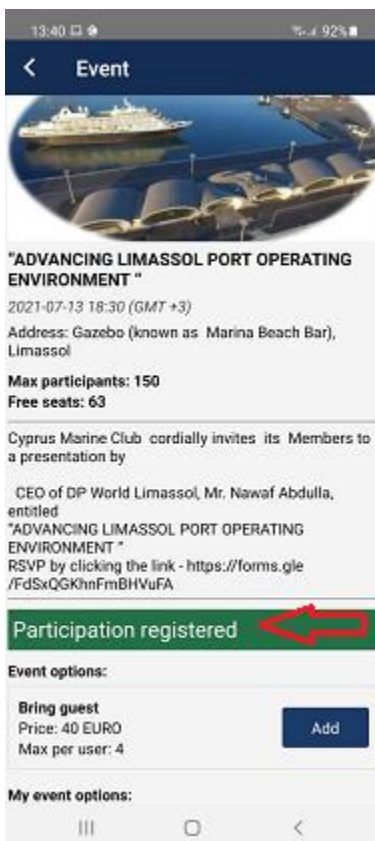 13:40
92%
Event
"ADVANCING LIMASSOL PORT OPERATING
ENVIRONMENT "
2021-07-13 18:30 (GMT +3)
Address: Gazebo (known as Marina Beach Bar),
Limassol
Max participants: 150
Free seats: 63
Cyprus Marine Club cordially invites its Members to
a presentation by
CEO of DP World Limassol, Mr. Nawaf Abdulla,
entitled
"ADVANCING LIMASSOL PORT OPERATING
ENVIRONMENT "
RSVP by clicking the link - https://forms.gle
/FdSxQGKhnFmBHVuFA
Participation registered
Event options:
Bring guest
Price: 40 EURO
Max per user: 4
Add
My event options: